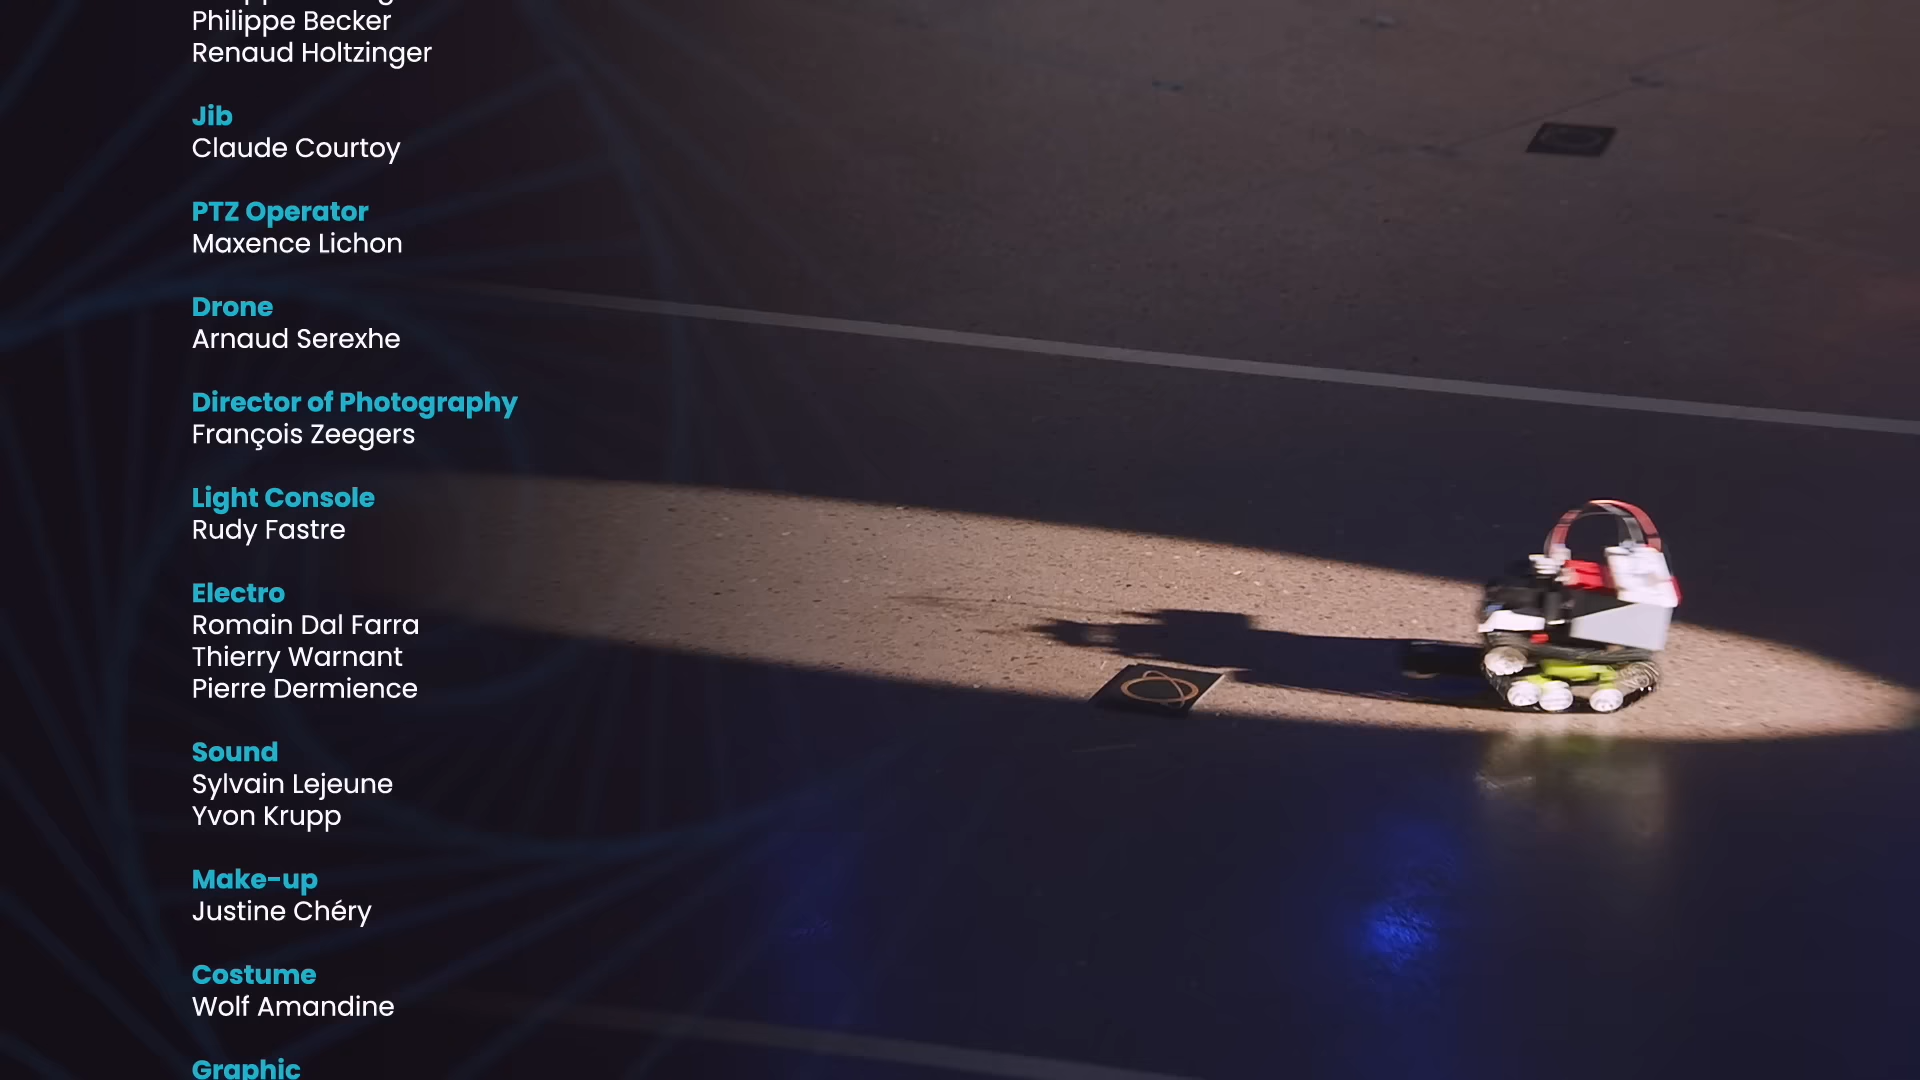 Philippe Becker
Renaud Holtzinger
Jib
Claude Courtoy
PTZ Operator
Maxence Lichon
Drone
Arnaud Serexhe
Director of Photography
François Zeegers
Light Console
Rudy Fastre
Electro
Romain Dal Farra
Thierry Warnant
Pierre Dermience
Sound
Sylvain Lejeune
Yvon Krupp
Make-up
Justine Chéry
Costume
Wolf Amandine
Graphic